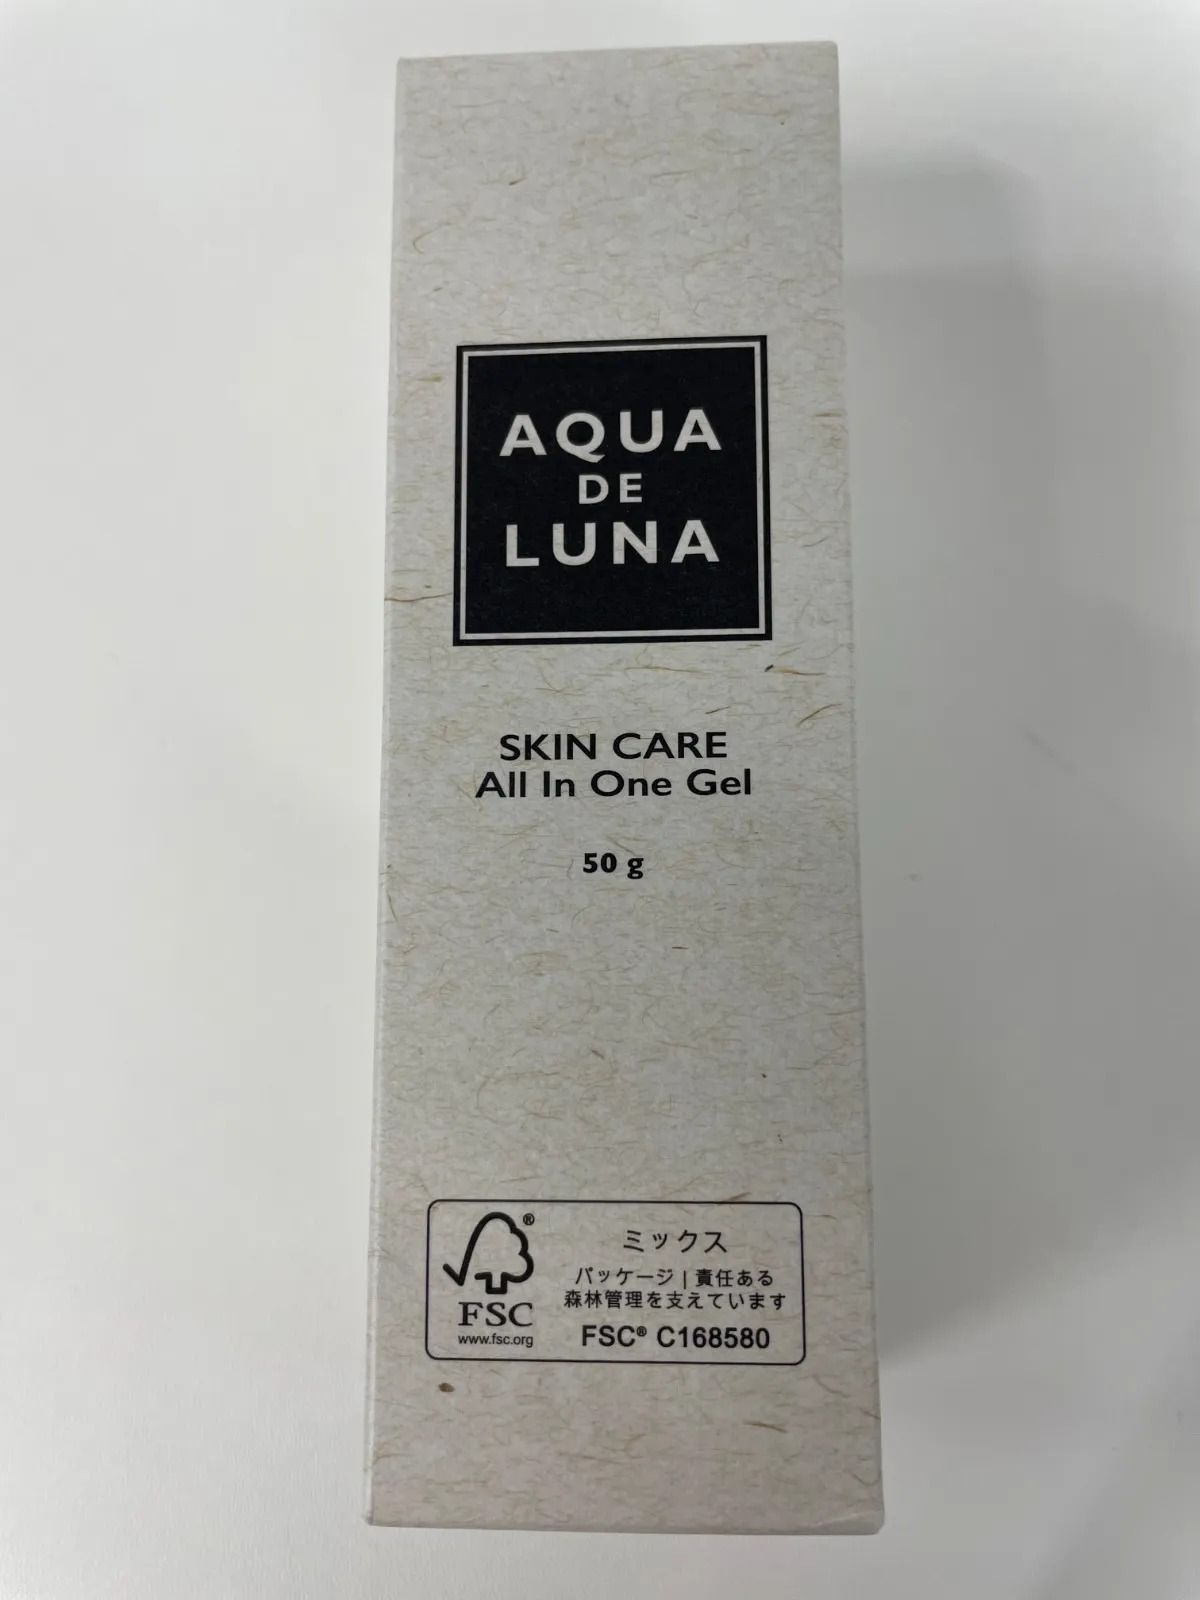 AQUA
DE
LUNA
SKIN CARE
All In One Gel
50 g
®
FSC
www.fsc.org
ミックス
パッケージ | 責任ある
森林管理を支えています
FSC® C168580